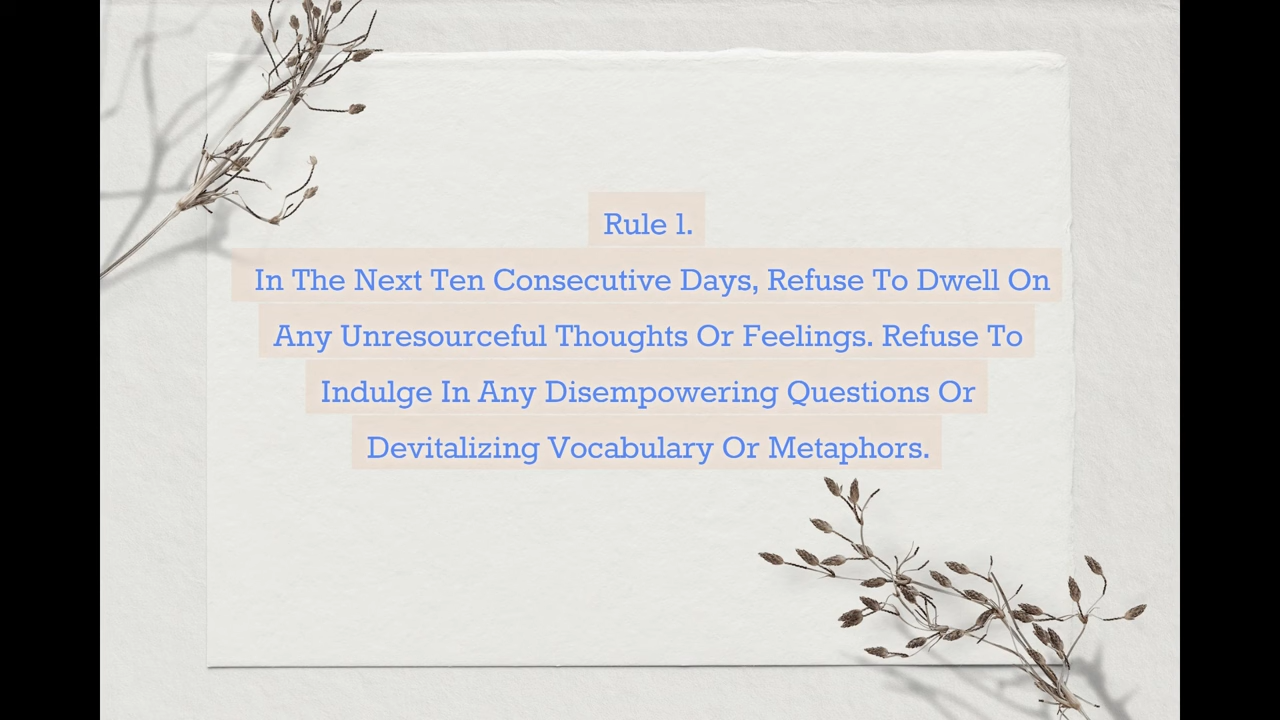 Rule 1.
In The Next Ten Consecutive Days, Refuse To Dwell On
Any Unresourceful Thoughts Or Feelings. Refuse To
Indulge In Any Disempowering Questions Or
Devitalizing Vocabulary Or Metaphors.